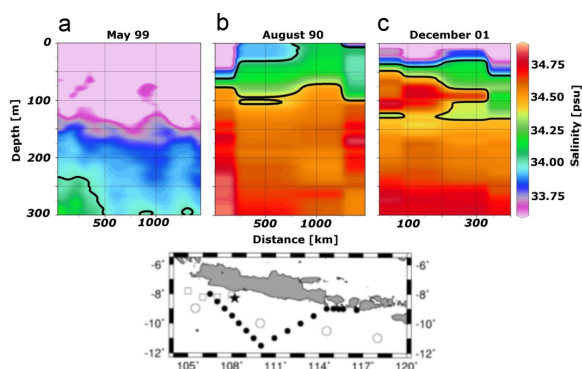 a May 99
b August 90
c December 01
0
100
200
300
Depth [m]
500 1000
500 1000
100 300
Distance [km]
34.75
34.50
34.25
34.00
33.75
Salinity [psu]
-6° -6°
-8° -8°
-10° -10°
-12° -12°
105° 108° 111° 114° 117° 120°